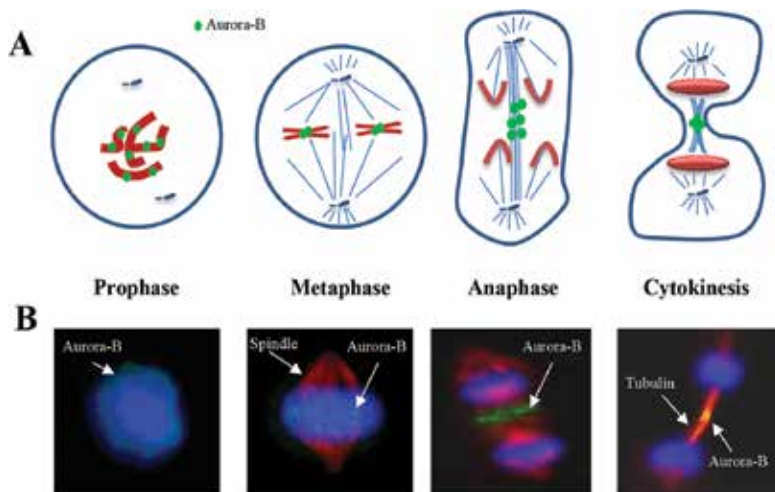 A
Aurora-B
Prophase Metaphase Anaphase Cytokinesis
B
Aurora-B
Spindle Aurora-B
Aurora-B
Tubulin
Aurora-B